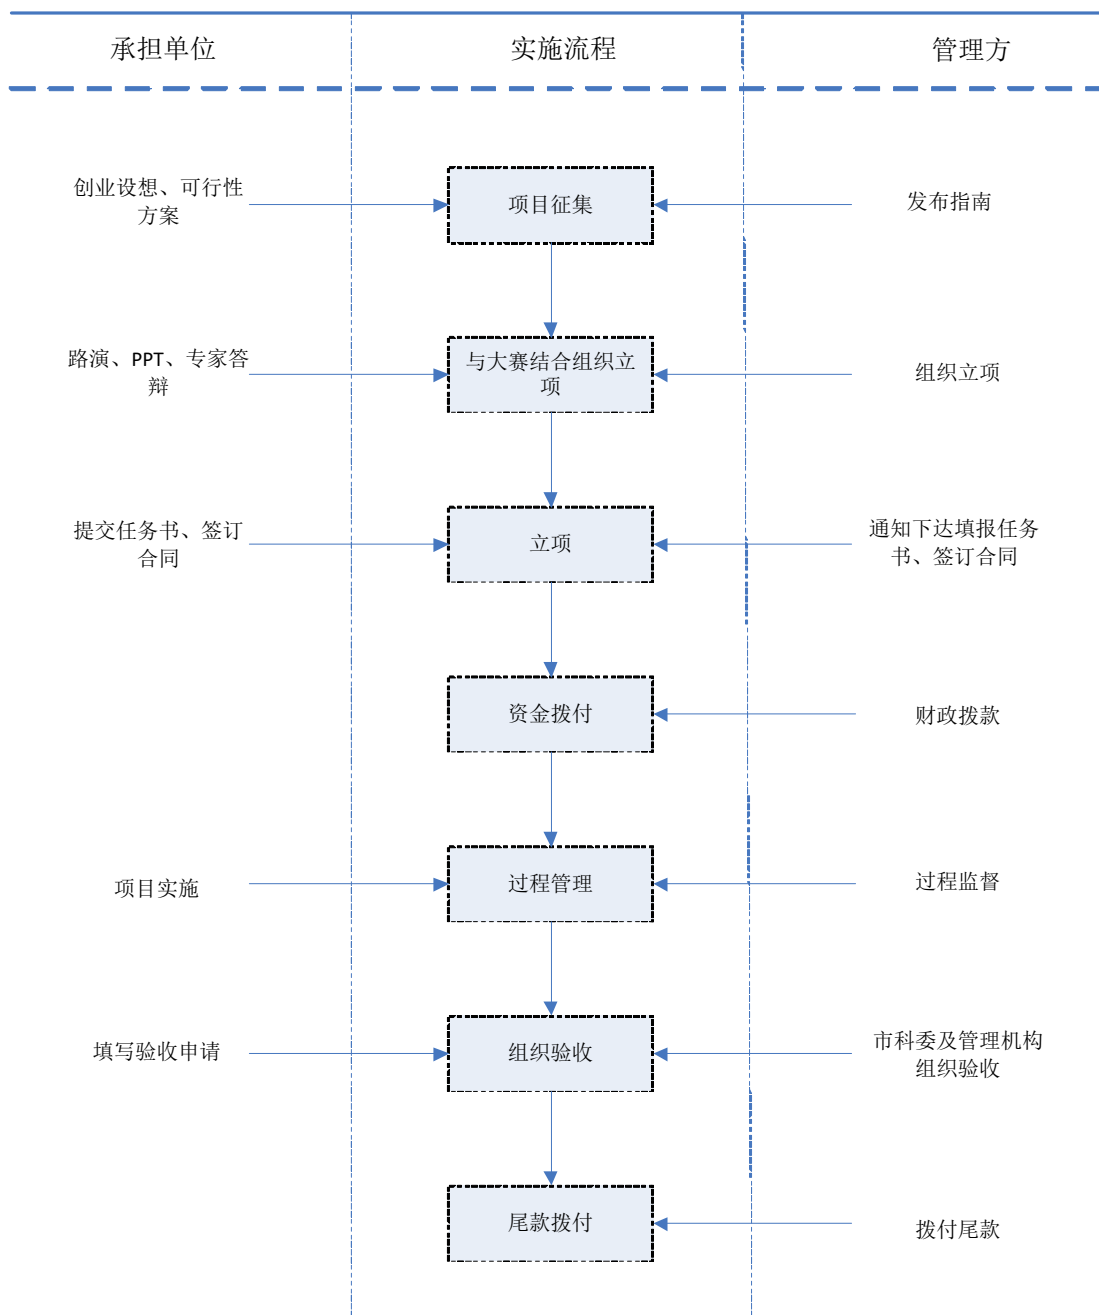 承担单位
实施流程
管理方
创业设想、可行性
方案
项目征集
发布指南
路演、PPT、专家答
辩
与大赛结合组织立
项
组织立项
提交任务书、签订
合同
立项
通知下达填报任务
书、签订合同
资金拨付
财政拨款
项目实施
过程管理
过程监督
填写验收申请
组织验收
市科委及管理机构
组织验收
尾款拨付
拨付尾款